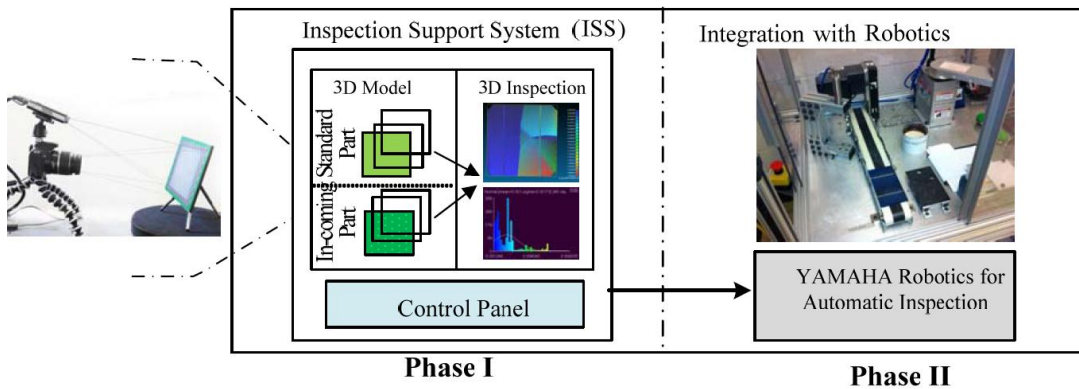 Inspection Support System (ISS)
Integration with Robotics
3D Model
3D Inspection
In-coming Standard
Part
Part
Control Panel
YAMAHA Robotics for
Automatic Inspection
Phase I
Phase II